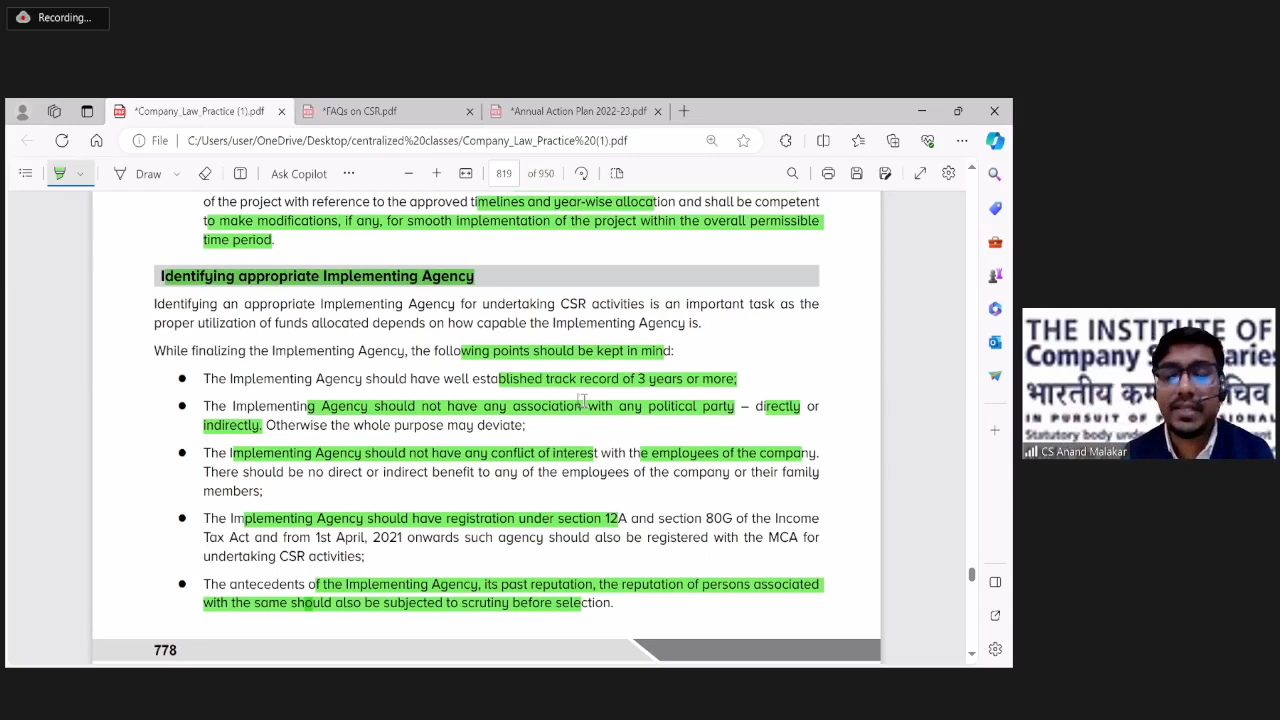 Recording...
*Company_Law_Practice (1).pdf
*FAQs on CSR.pdf
*Annual Action Plan 2022-23.pdf
File
C:/Users/user/OneDrive/Desktop/centralized%20classes/Company_Law_Practice%20(1).pdf
Draw
Ask Copilot
819 of 950
of the project with reference to the approved timelines and year-wise allocation and shall be competent
to make modifications, if any, for smooth implementation of the project within the overall permissible
time period.
Identifying appropriate Implementing Agency
Identifying an appropriate Implementing Agency for undertaking CSR activities is an important task as the
proper utilization of funds allocated depends on how capable the Implementing Agency is.
While finalizing the Implementing Agency, the following points should be kept in mind:
● The Implementing Agency should have well established track record of 3 years or more;
● The Implementing Agency should not have any association with any political party – directly or
indirectly. Otherwise the whole purpose may deviate;
● The Implementing Agency should not have any conflict of interest with the employees of the company.
There should be no direct or indirect benefit to any of the employees of the company or their family
members;
● The Implementing Agency should have registration under section 12A and section 80G of the Income
Tax Act and from 1st April, 2021 onwards such agency should also be registered with the MCA for
undertaking CSR activities;
● The antecedents of the Implementing Agency, its past reputation, the reputation of persons associated
with the same should also be subjected to scrutiny before selection.
778
THE INSTITUTE OF
Company
भारतीय
IN PURSUIT OF
Statutory body
CS Anand Malakar